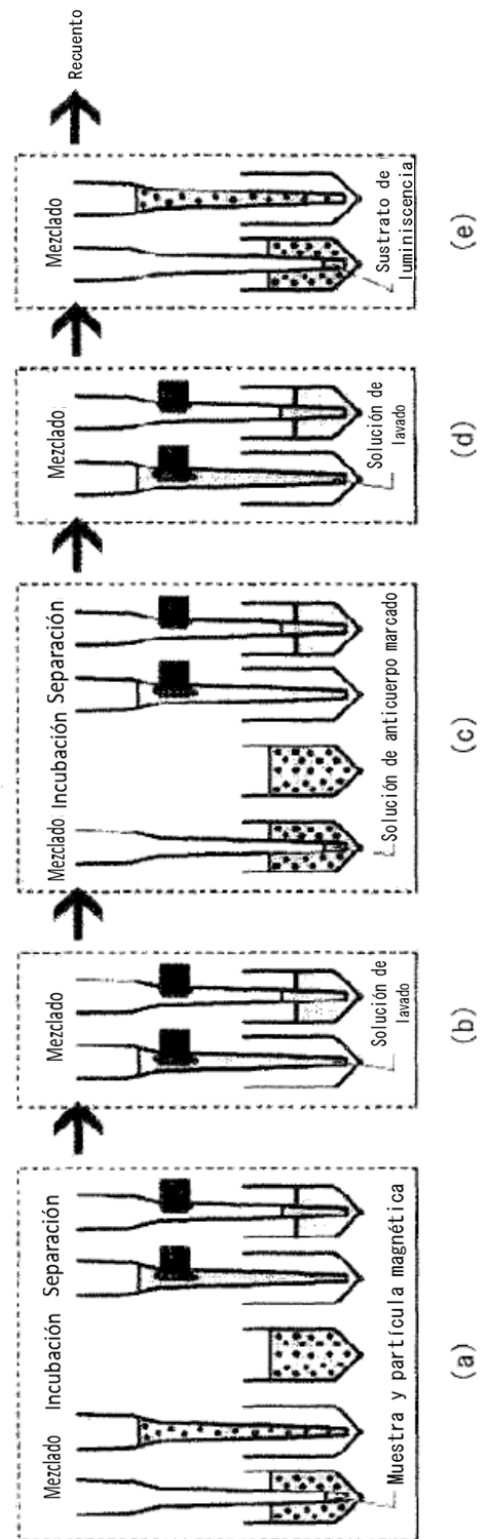 Mezclado Incubación Separación
Muestra y partícula magnética
(a)
Mezclado
Solución de
lavado
(b)
Mezclado Incubación Separación
Solución de anticuerpo marcado
(c)
Mezclado
Solución de
lavado
(d)
Mezclado
Sustrato de
luminiscencia
(e)
Recuento